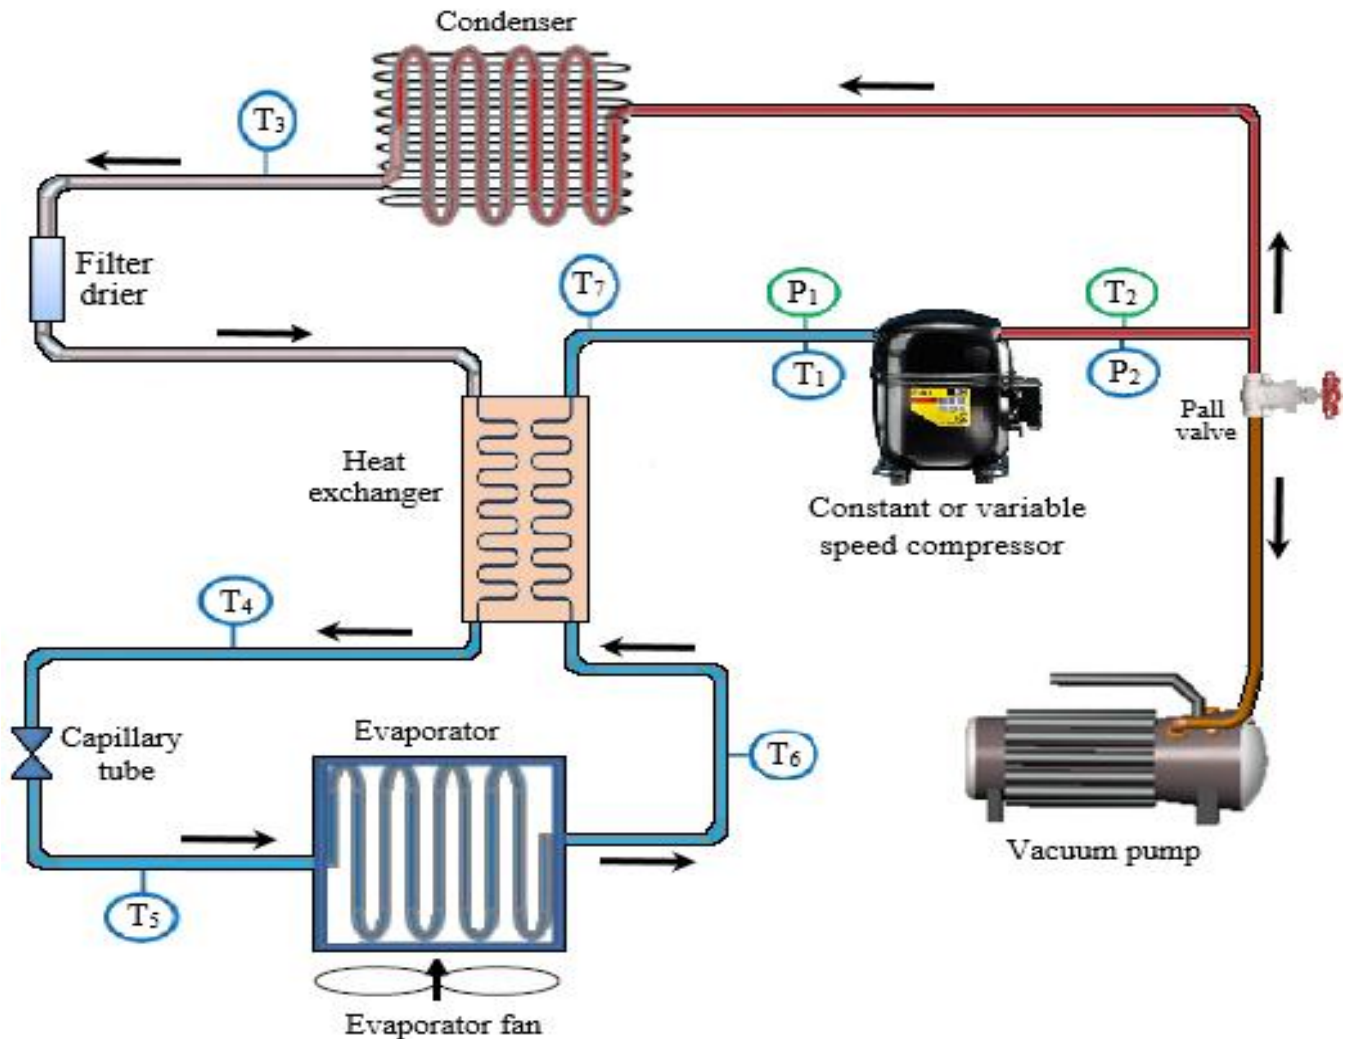 Condenser
T3
Filter
drier
T7
P1
T1
T2
P2
Pall
valve
Heat
exchanger
Constant or variable
speed compressor
T4
Capillary
tube
Evaporator
T6
T5
Vacuum pump
Evaporator fan